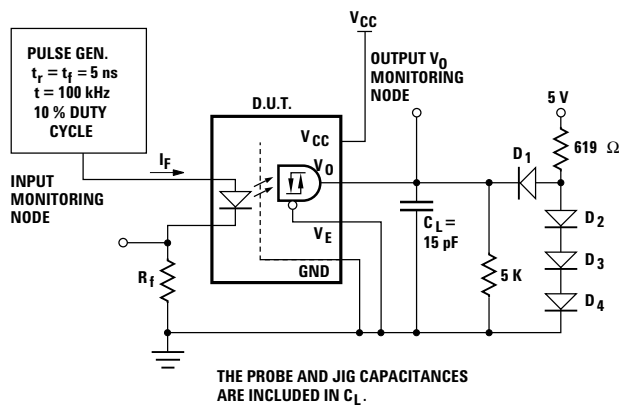 PULSE GEN.
tr = tf = 5 ns
t = 100 kHz
10 % DUTY
CYCLE
VCC
OUTPUT VO
MONITORING
NODE
D.U.T.
5 V
619 Ω
VCC
D1
IF
VO
INPUT
MONITORING
NODE
CL =
15 pF
D2
VE
D3
5 K
Rf
GND
D4
THE PROBE AND JIG CAPACITANCES
ARE INCLUDED IN CL.